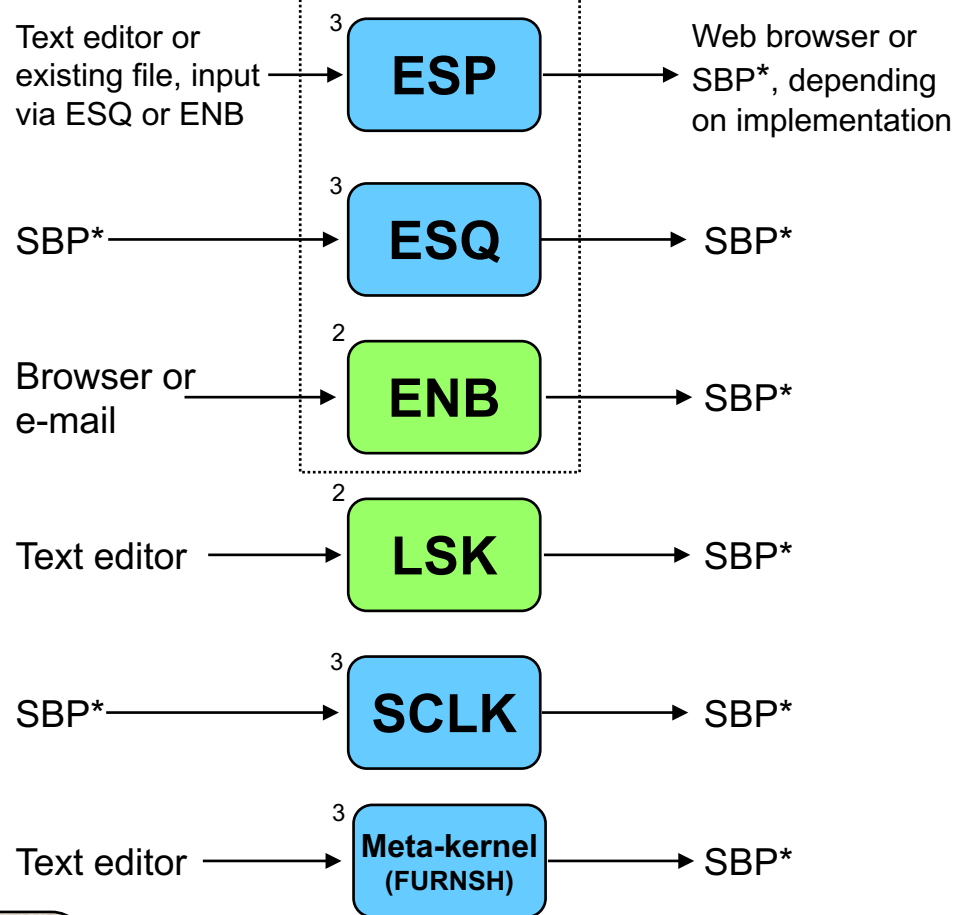 Text editor or
existing file, input
via ESQ or ENB
3
ESP
Web browser or
SBP*, depending
on implementation
SBP*
3
ESQ
SBP*
Browser or
e-mail
2
ENB
SBP*
Text editor
2
LSK
SBP*
SBP*
3
SCLK
SBP*
Text editor
3
Meta-kernel
(FURNSH)
SBP*